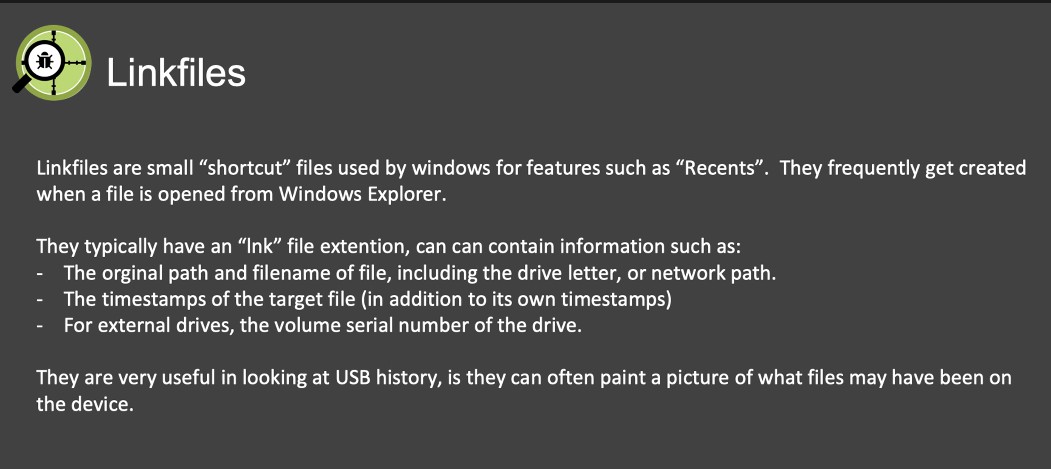 Linkfiles
Linkfiles are small “shortcut” files used by windows for features such as “Recents”.  They frequently get created
when a file is opened from Windows Explorer.
They typically have an “lnk” file extention, can can contain information such as:
- The orginal path and filename of file, including the drive letter, or network path.
- The timestamps of the target file (in addition to its own timestamps)
- For external drives, the volume serial number of the drive.
They are very useful in looking at USB history, is they can often paint a picture of what files may have been on
the device.